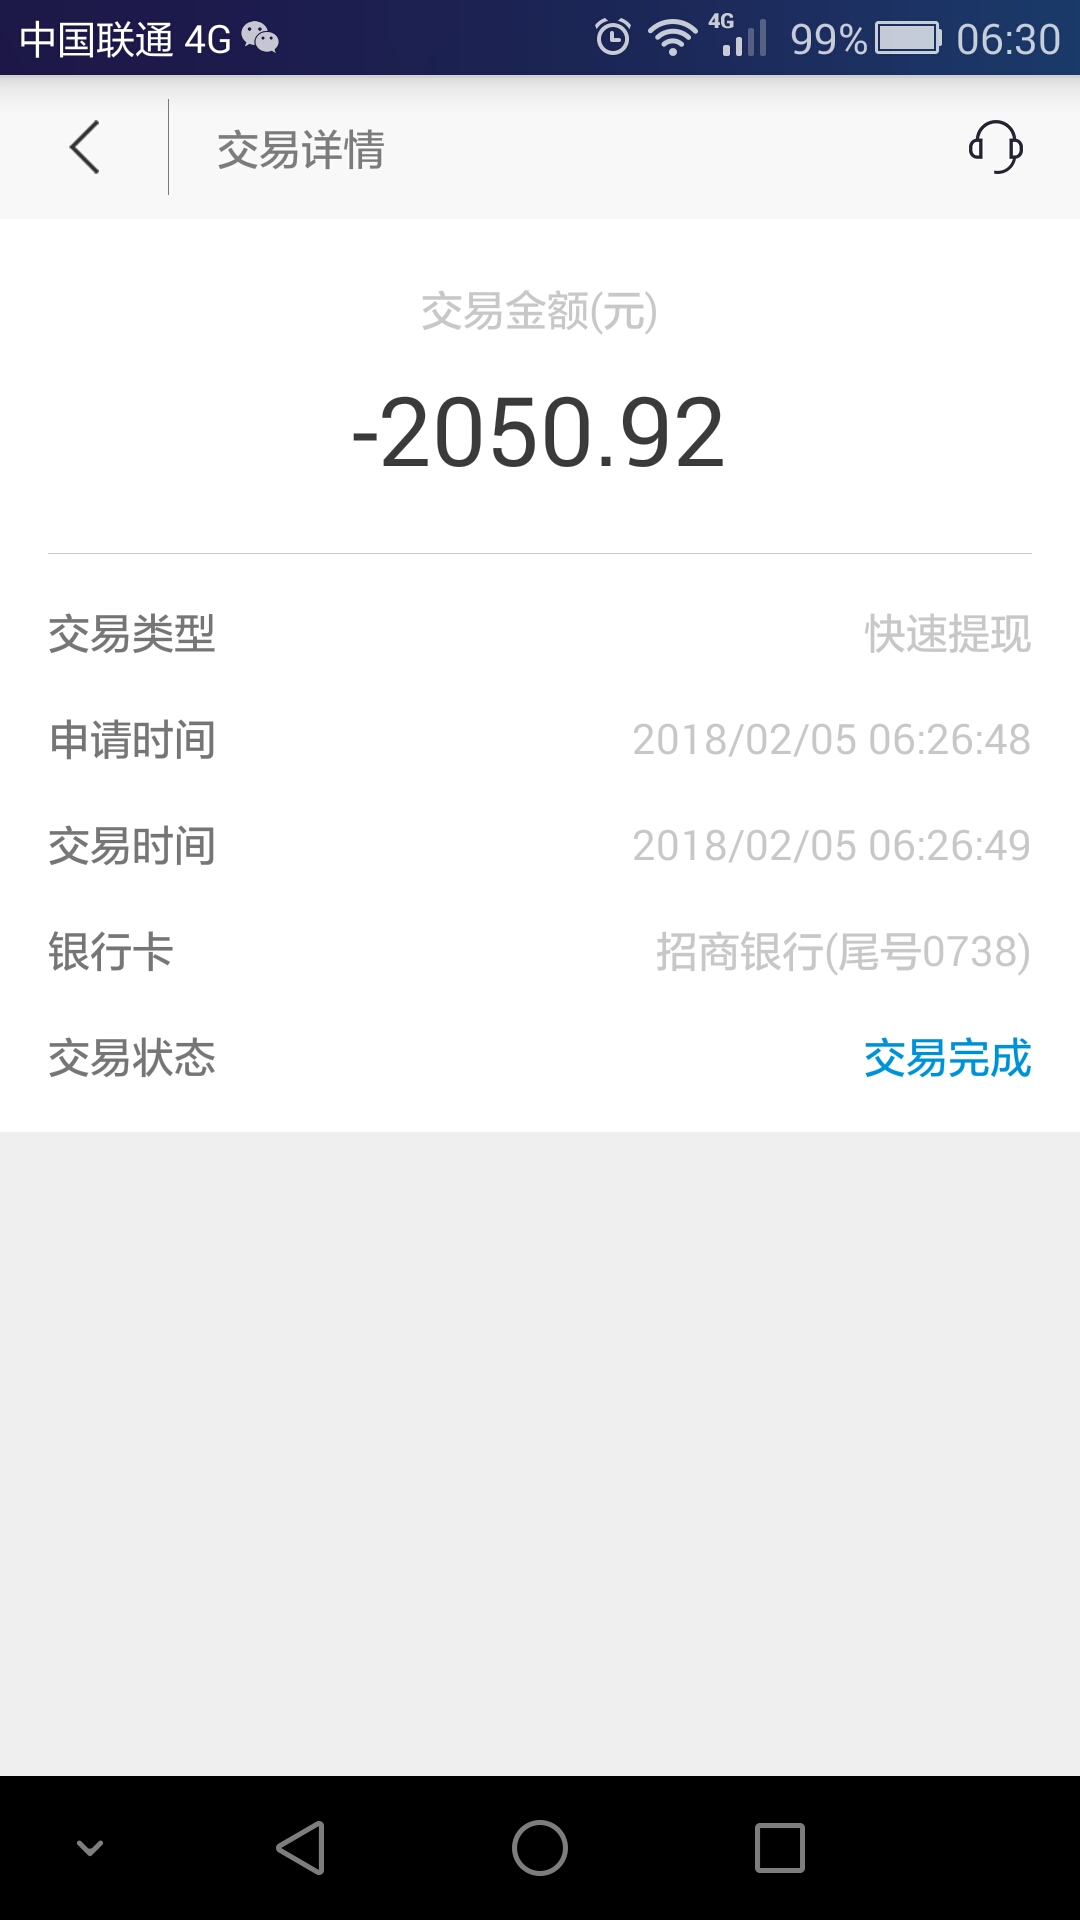 中国联通 4G 4G 99% 06:30
交易详情
交易金额(元)
-2050.92
交易类型 快速提现
申请时间 2018/02/05 06:26:48
交易时间 2018/02/05 06:26:49
银行卡 招商银行(尾号0738)
交易状态 交易完成